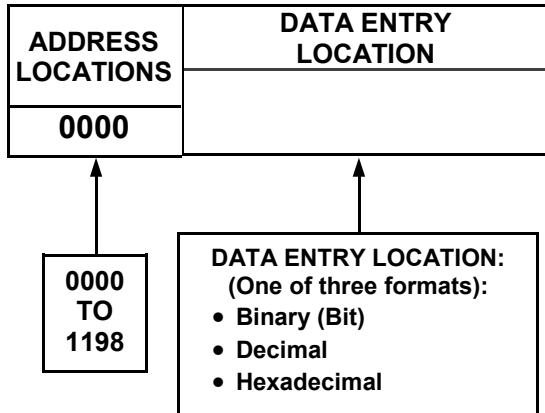 ADDRESS
LOCATIONS
DATA ENTRY
LOCATION
0000
0000
TO
1198
DATA ENTRY LOCATION:
(One of three formats):
• Binary (Bit)
• Decimal
• Hexadecimal